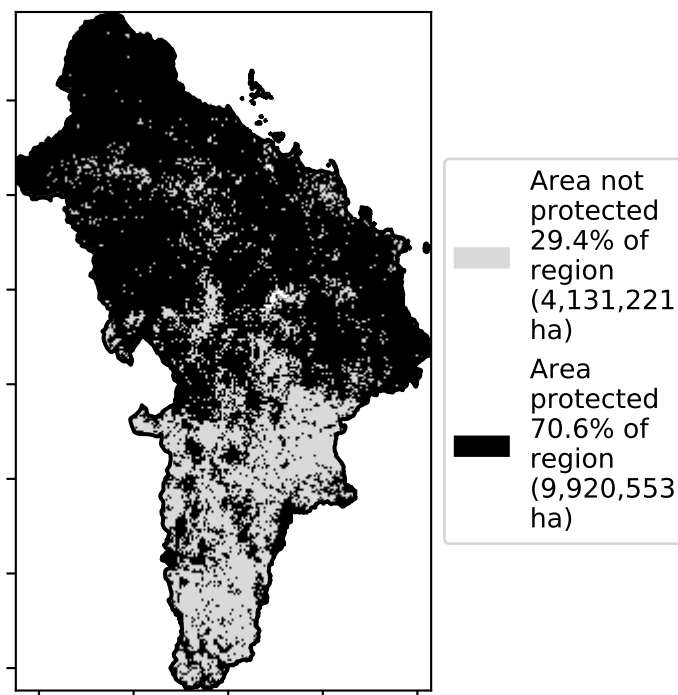 Area not
protected
29.4% of
region
(4,131,221
ha)
Area
protected
70.6% of
region
(9,920,553
ha)